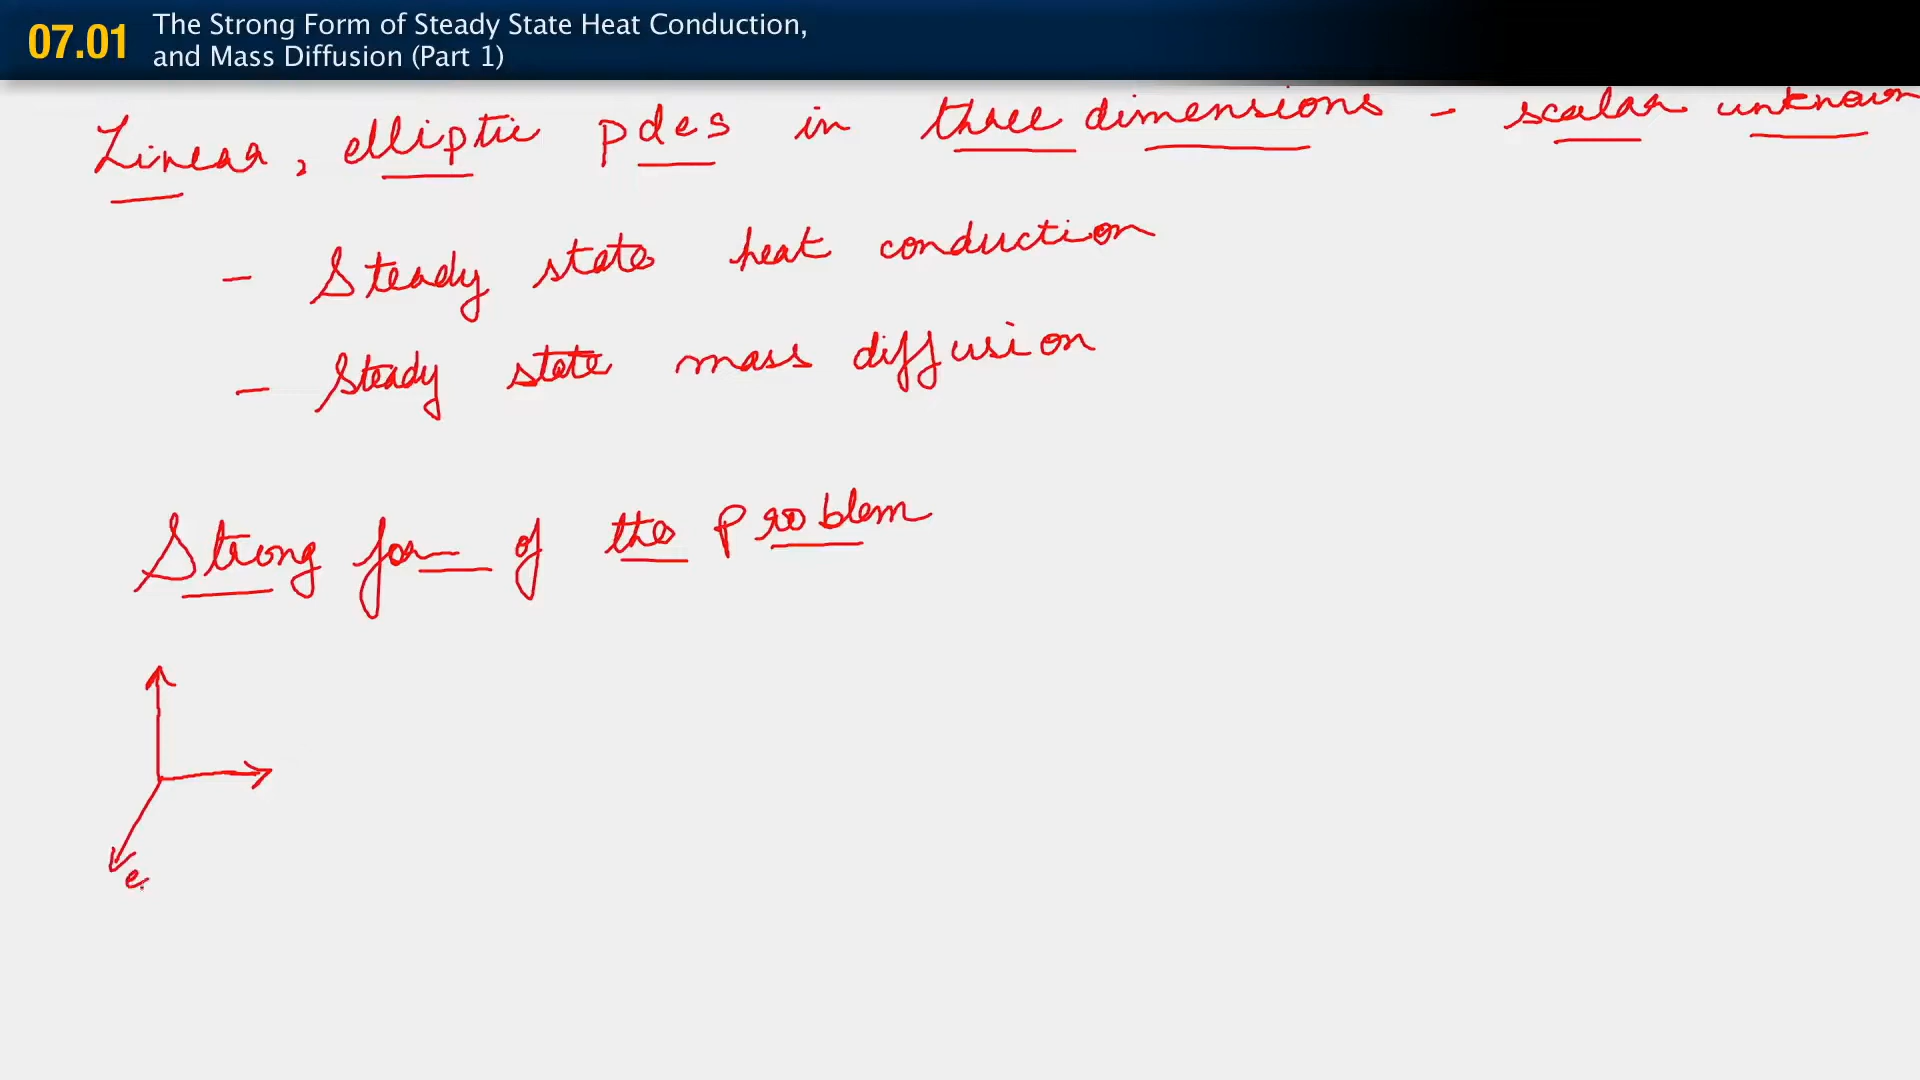 07.01
The Strong Form of Steady State Heat Conduction,
and Mass Diffusion (Part 1)
Linear, elliptic pdes in three dimensions - scalar unknown
- Steady state heat conduction
- Steady state mass diffusion
Strong form of the problem
e